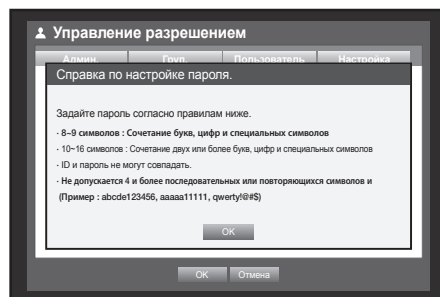 Управление разрешением
Админ. Груп. Пользователь Настройка
Справка по настройке пароля.
Задайте пароль согласно правилам ниже.
- 8~9 символов : Сочетание букв, цифр и специальных символов
- 10~16 символов : Сочетание двух или более букв, цифр и специальных символов
- ID и пароль не могут совпадать.
- Не допускается 4 и более последовательных или повторяющихся символов и
(Пример : abcde123456, aaaaa11111, qwerty!@#$)
OK
OK Отмена